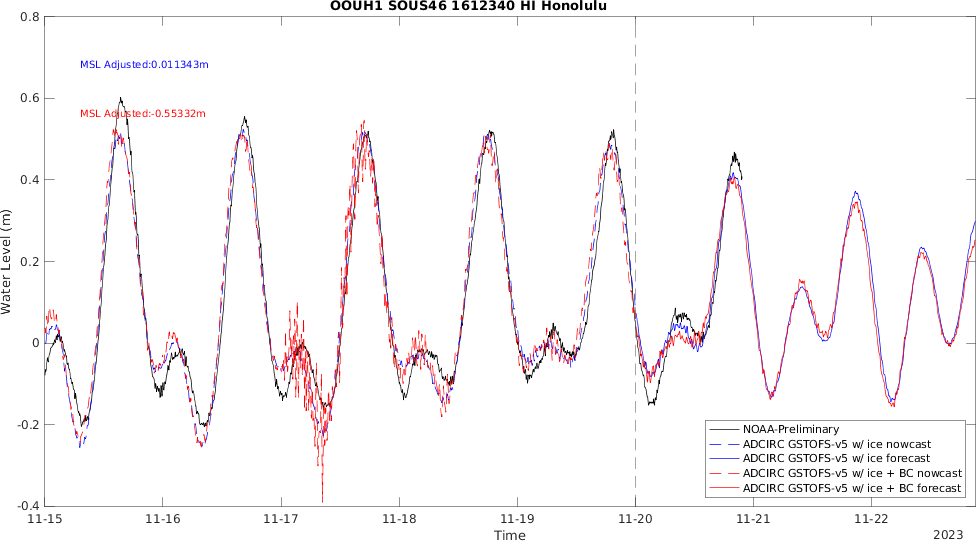 OOUH1 SOUS46 1612340 HI Honolulu
0.8
MSL Adjusted:0.011343m
0.6
MSL Adjusted:-0.55332m
0.4
Water Level (m)
0.2
0
-0.2
NOAA-Preliminary
ADCIRC GSTOFS-v5 w/ ice nowcast
ADCIRC GSTOFS-v5 w/ ice forecast
ADCIRC GSTOFS-v5 w/ ice + BC nowcast
ADCIRC GSTOFS-v5 w/ ice + BC forecast
-0.4
11-15 11-16 11-17 11-18 11-19 11-20 11-21 11-22
Time
2023